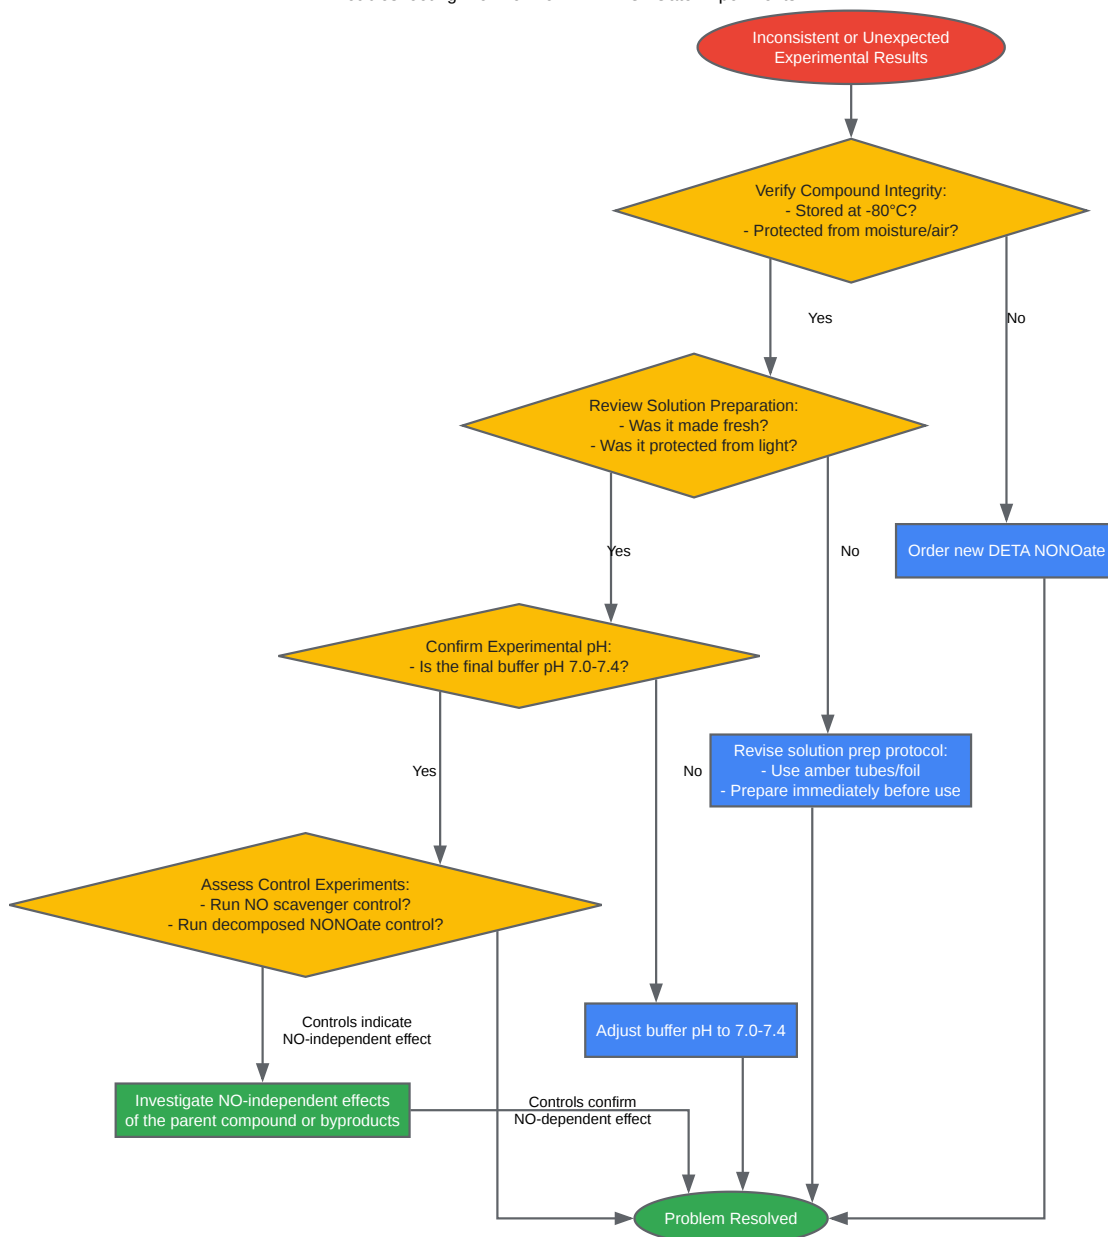 Inconsistent or Unexpected
Experimental Results
Verify Compound Integrity:
- Stored at -80°C?
- Protected from moisture/air?
Yes
No
Review Solution Preparation:
- Was it made fresh?
- Was it protected from light?
Yes
No
Order new DETA NONOate
Confirm Experimental pH:
- Is the final buffer pH 7.0-7.4?
Yes
No
Revise solution prep protocol:
- Use amber tubes/foil
- Prepare immediately before use
Assess Control Experiments:
- Run NO scavenger control?
- Run decomposed NONOate control?
Controls indicate
NO-independent effect
Adjust buffer pH to 7.0-7.4
Investigate NO-independent effects
of the parent compound or byproducts
Controls confirm
NO-dependent effect
Problem Resolved